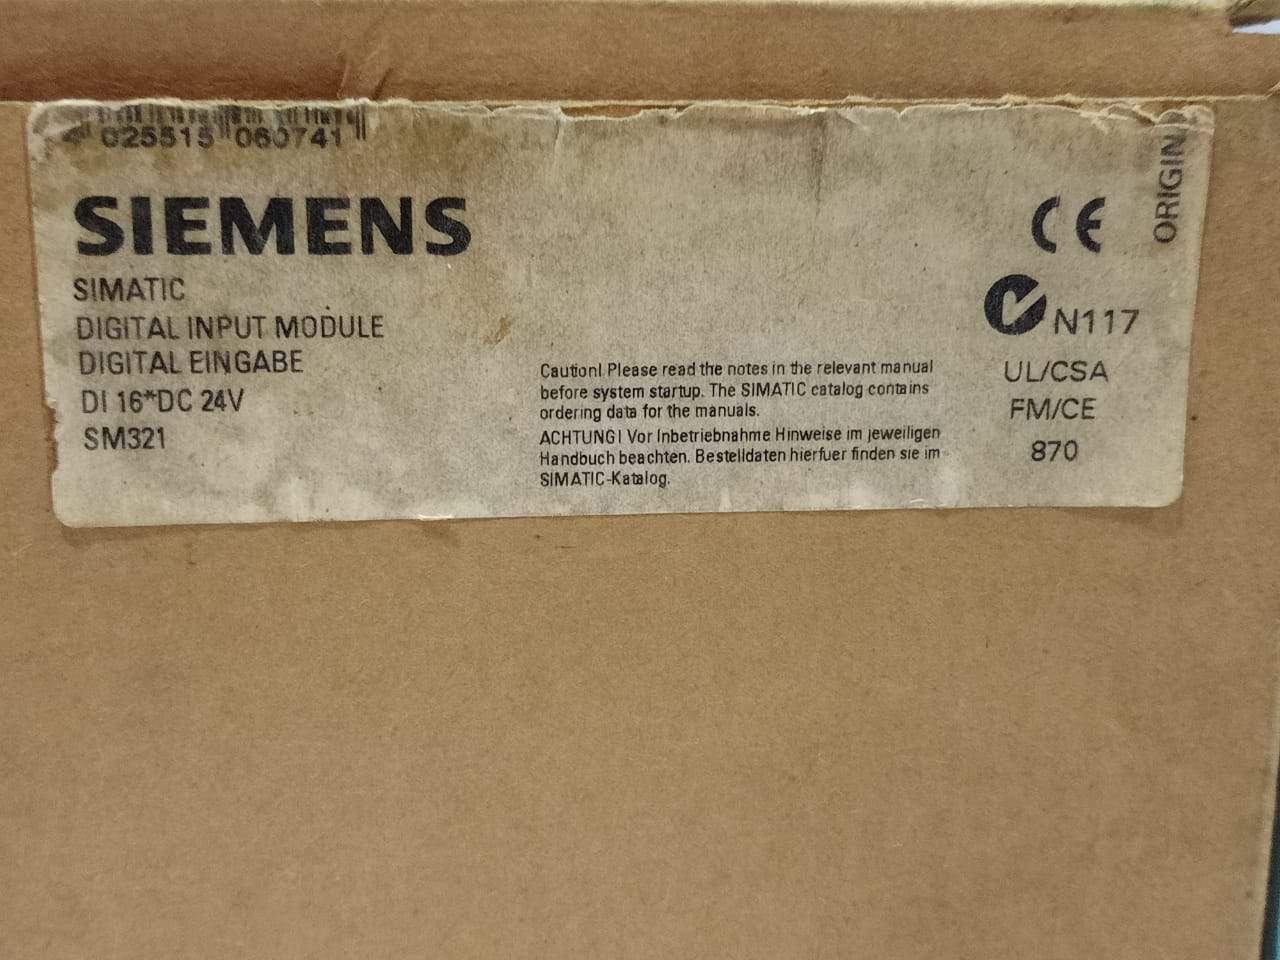 4 025515 060741
ORIGIN
SIEMENS
SIMATIC
DIGITAL INPUT MODULE
DIGITAL EINGABE
DI 16*DC 24V
SM321
Caution! Please read the notes in the relevant manual
before system startup. The SIMATIC catalog contains
ordering data for the manuals.
ACHTUNG! Vor Inbetriebnahme Hinweise im jeweiligen
Handbuch beachten. Bestelldaten hierfuer finden sie im
SIMATIC-Katalog.
CE
N117
UL/CSA
FM/CE
870